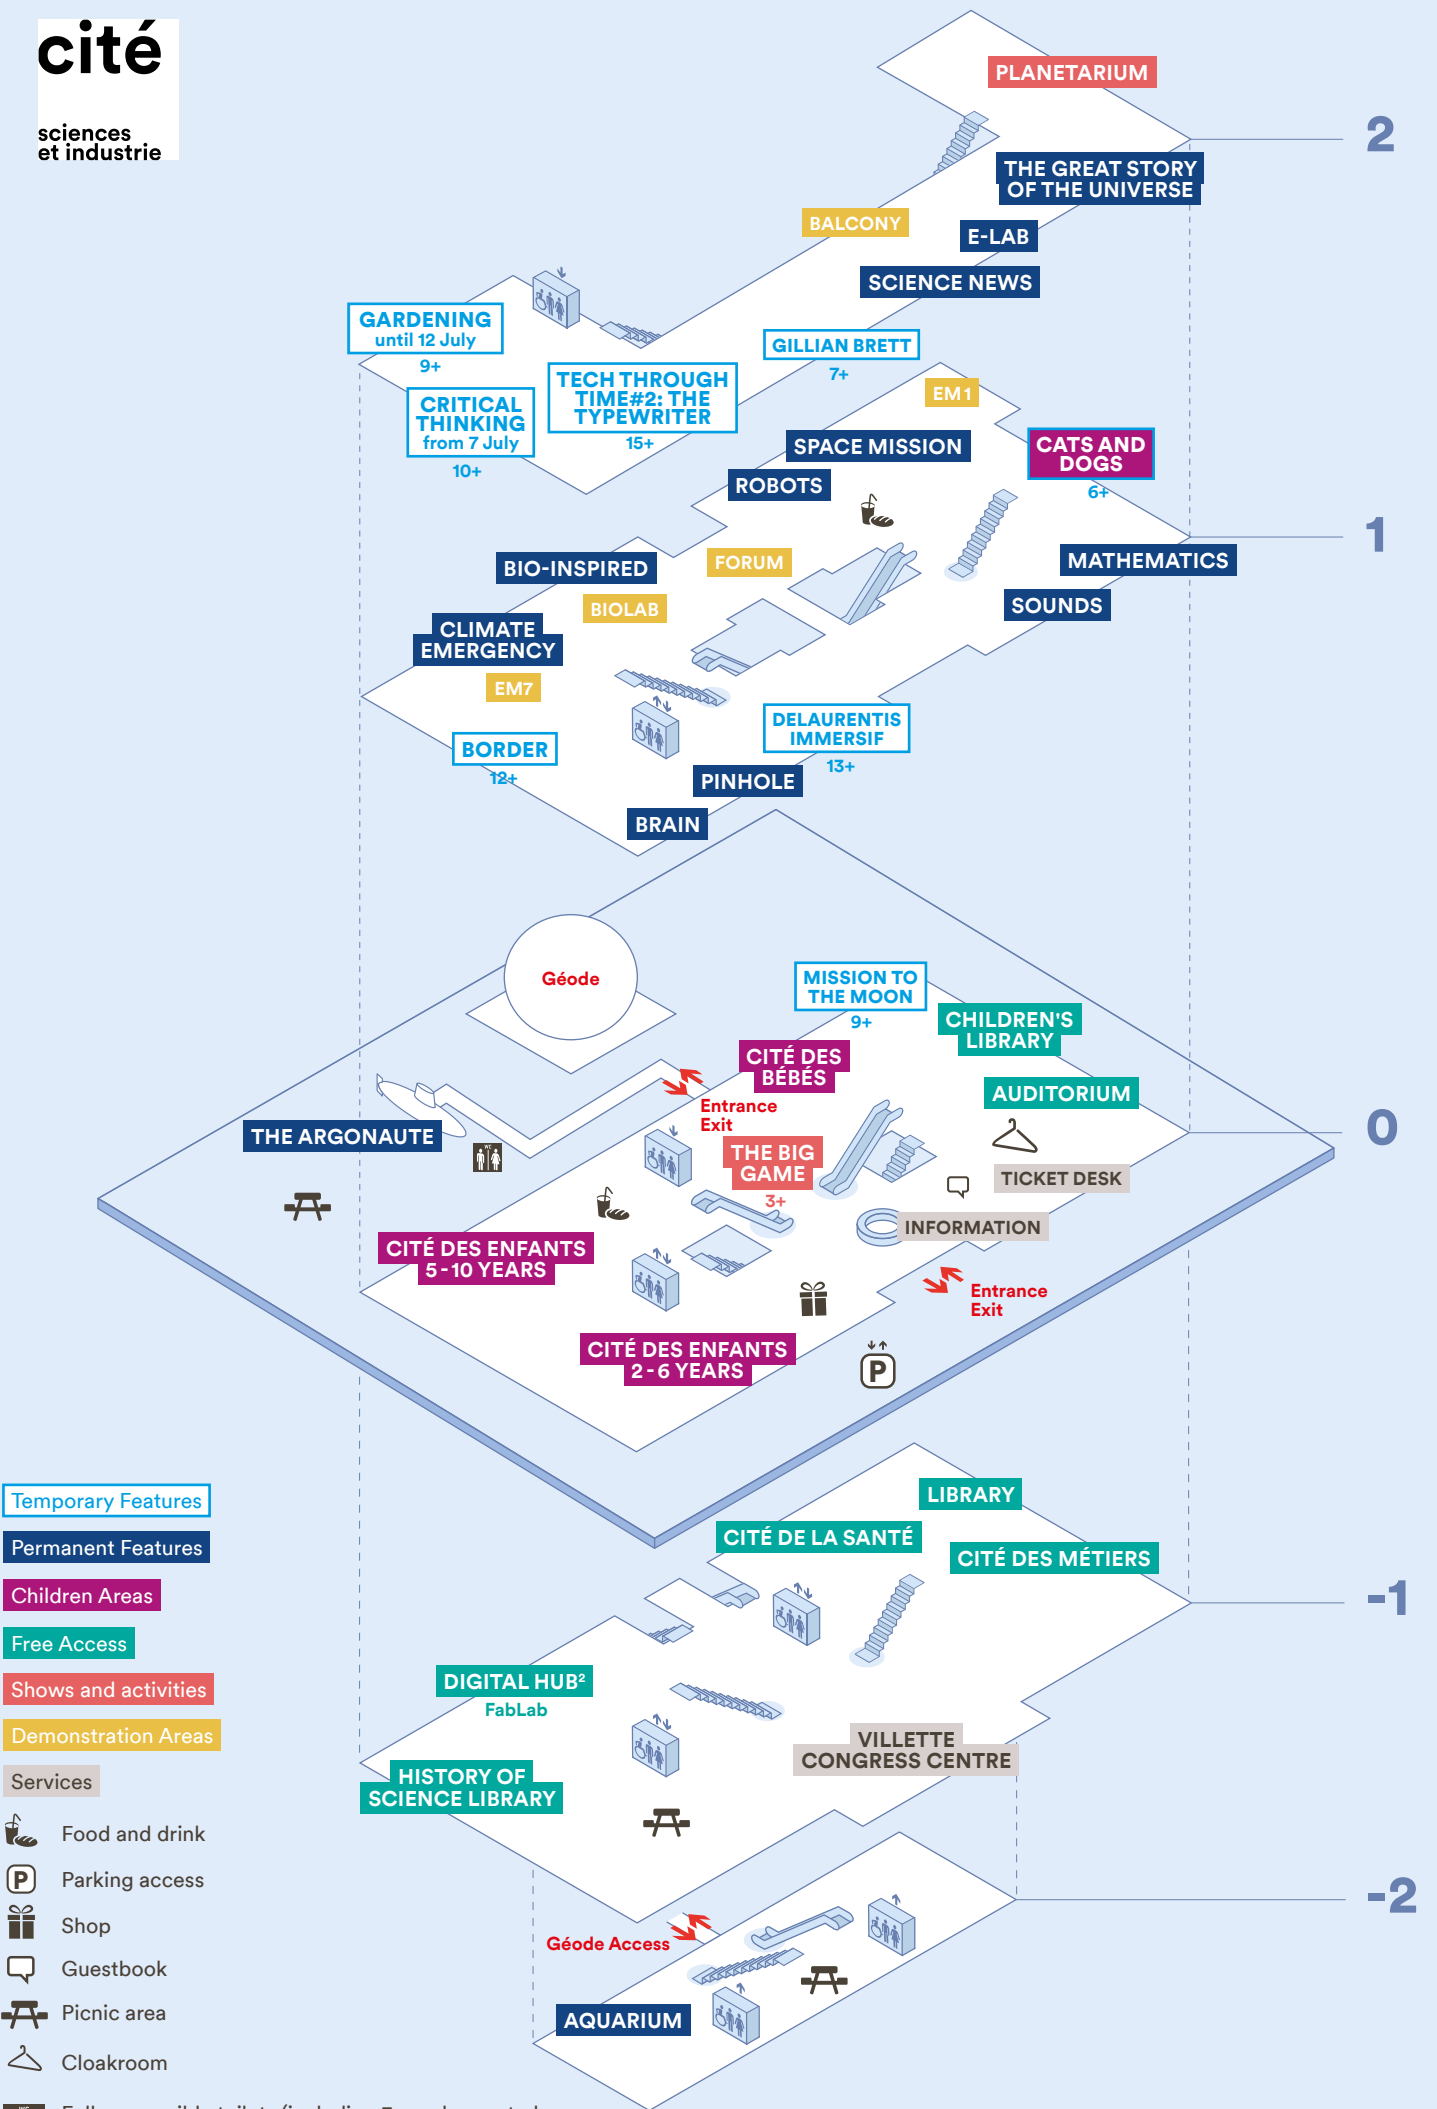 cité
sciences
et industrie
PLANETARIUM
2
THE GREAT STORY
OF THE UNIVERSE
BALCONY
E-LAB
SCIENCE NEWS
GARDENING
until 12 July
9+
GILLIAN BRETT
7+
TECH THROUGH
TIME#2: THE
TYPEWRITER
15+
CRITICAL
THINKING
from 7 July
10+
EM1
SPACE MISSION
CATS AND
DOGS
6+
ROBOTS
1
MATHEMATICS
BIO-INSPIRED
FORUM
BIOLAB
SOUNDS
CLIMATE
EMERGENCY
EM7
DELAURENTIS
IMMERSIF
13+
BORDER
12+
PINHOLE
BRAIN
Géode
MISSION TO
THE MOON
9+
CHILDREN'S
LIBRARY
CITÉ DES
BÉBÉS
AUDITORIUM
Entrance
Exit
THE ARGONAUTE
WC
THE BIG
GAME
3+
0
TICKET DESK
INFORMATION
CITÉ DES ENFANTS
5-10 YEARS
Entrance
Exit
CITÉ DES ENFANTS
2-6 YEARS
P
LIBRARY
CITÉ DE LA SANTÉ
CITÉ DES MÉTIERS
-1
DIGITAL HUB²
FabLab
VILLETTE
CONGRESS CENTRE
HISTORY OF
SCIENCE LIBRARY
-2
Géode Access
AQUARIUM
Temporary Features
Permanent Features
Children Areas
Free Access
Shows and activities
Demonstration Areas
Services
Food and drink
P
Parking access
Shop
Guestbook
Picnic area
Cloakroom